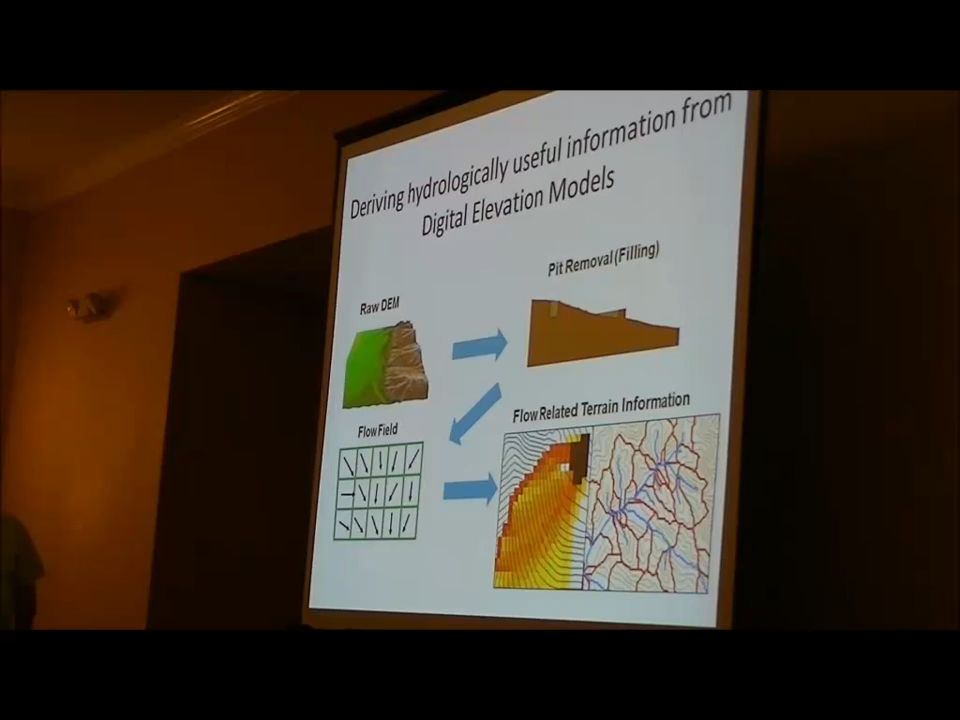 Deriving hydrologically useful information from
Digital Elevation Models
Pit Removal (Filling)
Raw DEM
Flow Related Terrain Information
Flow Field